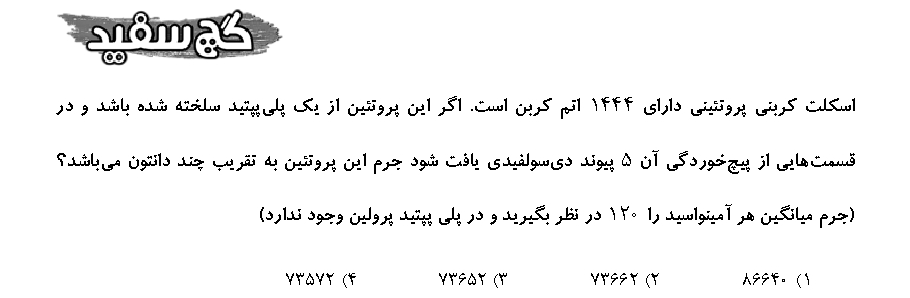 گچ سفید
اسکلت کربنی پروتئینی دارای ۱۴۴۴ اتم کربن است. اگر این پروتئین از یک پلی‌پپتید سلخته شده باشد و در
قسمت‌هایی از پیچ‌خوردگی آن ۵ پیوند دی‌سولفیدی یافت شود جرم این پروتئین به تقریب چند دانتون می‌باشد؟
(جرم میانگین هر آمینواسید را ۱۲۰ در نظر بگیرید و در پلی پپتید پرولین وجود ندارد)
۱) ۸۶۶۴۰ ۲) ۷۳۶۶۲ ۳) ۷۳۶۵۲ ۴) ۷۳۵۷۲